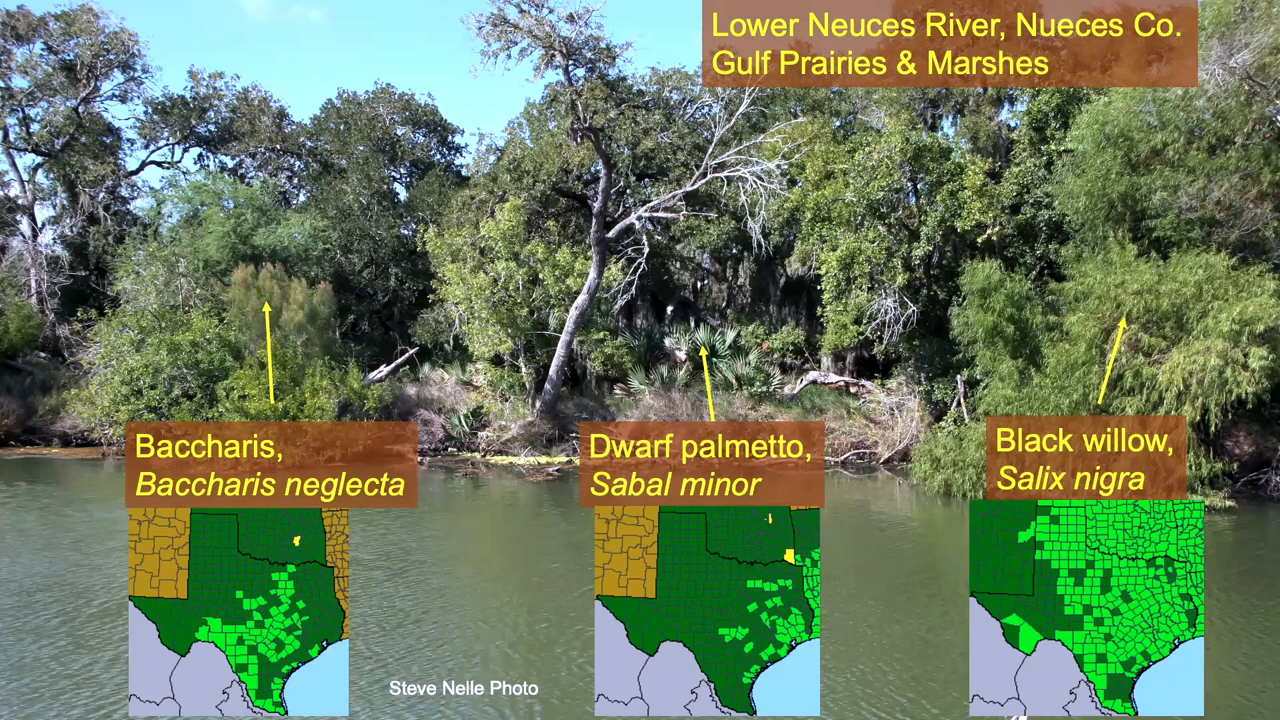 Lower Neuces River, Nueces Co.
Gulf Prairies & Marshes
Baccharis,
Baccharis neglecta
Dwarf palmetto,
Sabal minor
Black willow,
Salix nigra
Steve Nelle Photo